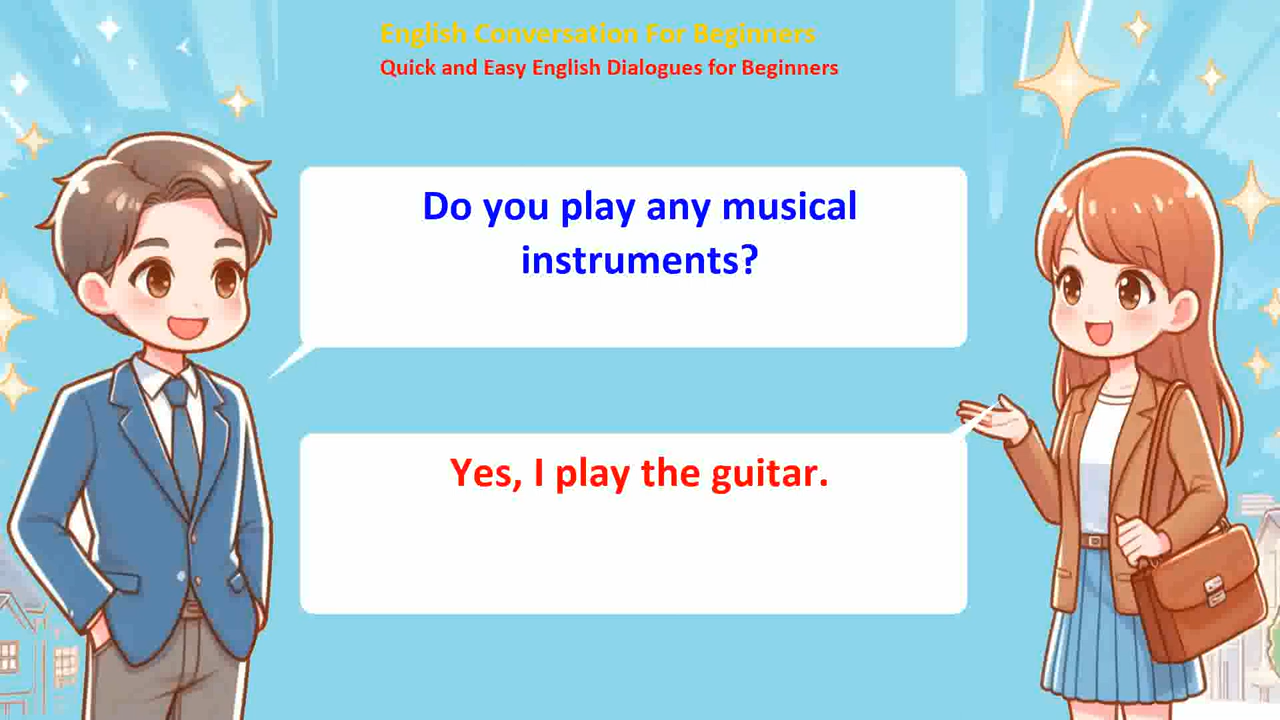 English Conversation For Beginners
Quick and Easy English Dialogues for Beginners
Do you play any musical
instruments?
Yes, I play the guitar.